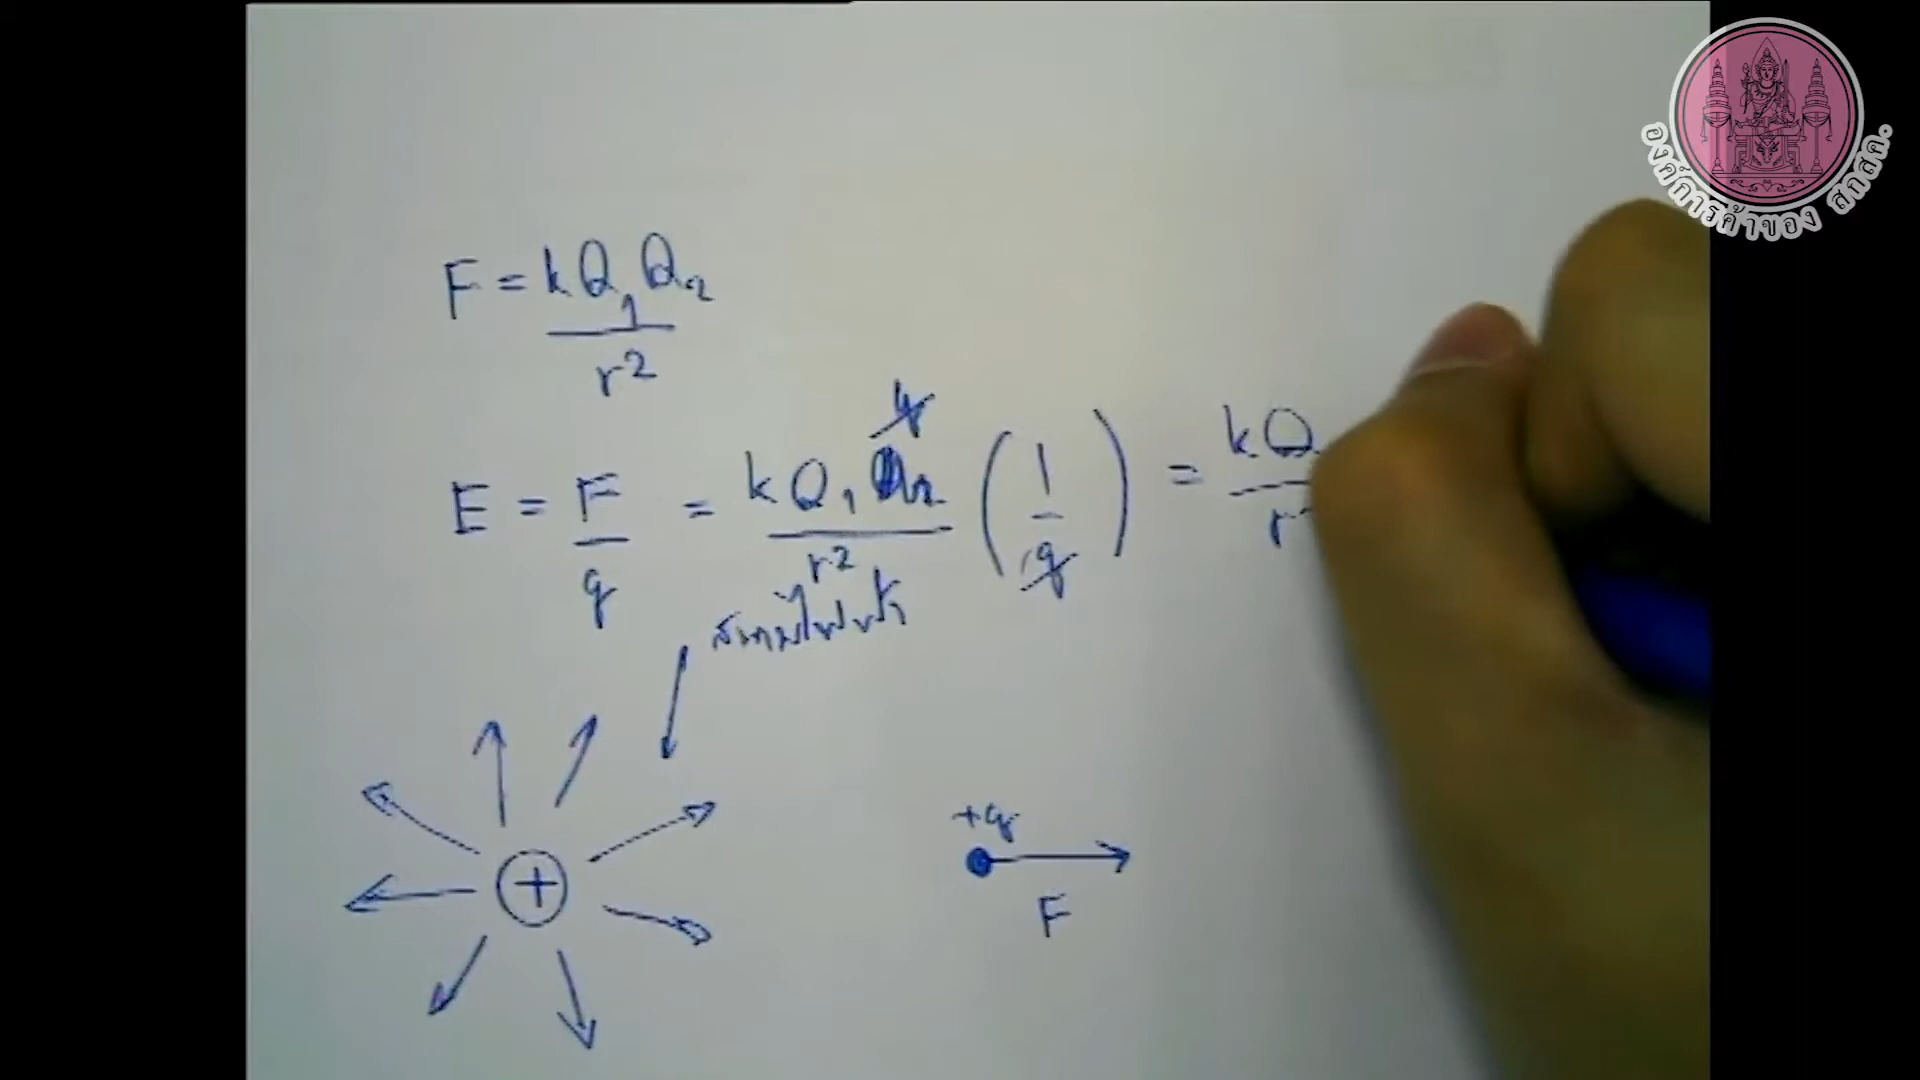 องค์การค้าของ สกสค.
F = kQ1Q2
r2
E = F/q = kQ1Q2/r2 (1/q) = kQ/r2
q
สนามไฟฟ้า
+
+q
F